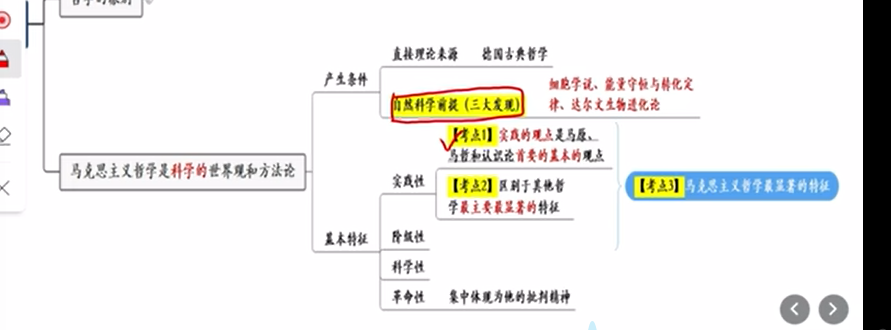 直接理论来源 德国古典哲学
产生条件
自然科学前提（三大发现）
细胞学说、能量守恒与转化定
律、达尔文生物进化论
【考点1】实践的观点是马原、
马哲和认识论首要的基本的观点
马克思主义哲学是科学的世界观和方法论
实践性
【考点2】区别于其他哲
学最主要最显著的特征
【考点3】马克思主义哲学最显著的特征
基本特征
阶级性
科学性
革命性 集中体现为他的批判精神